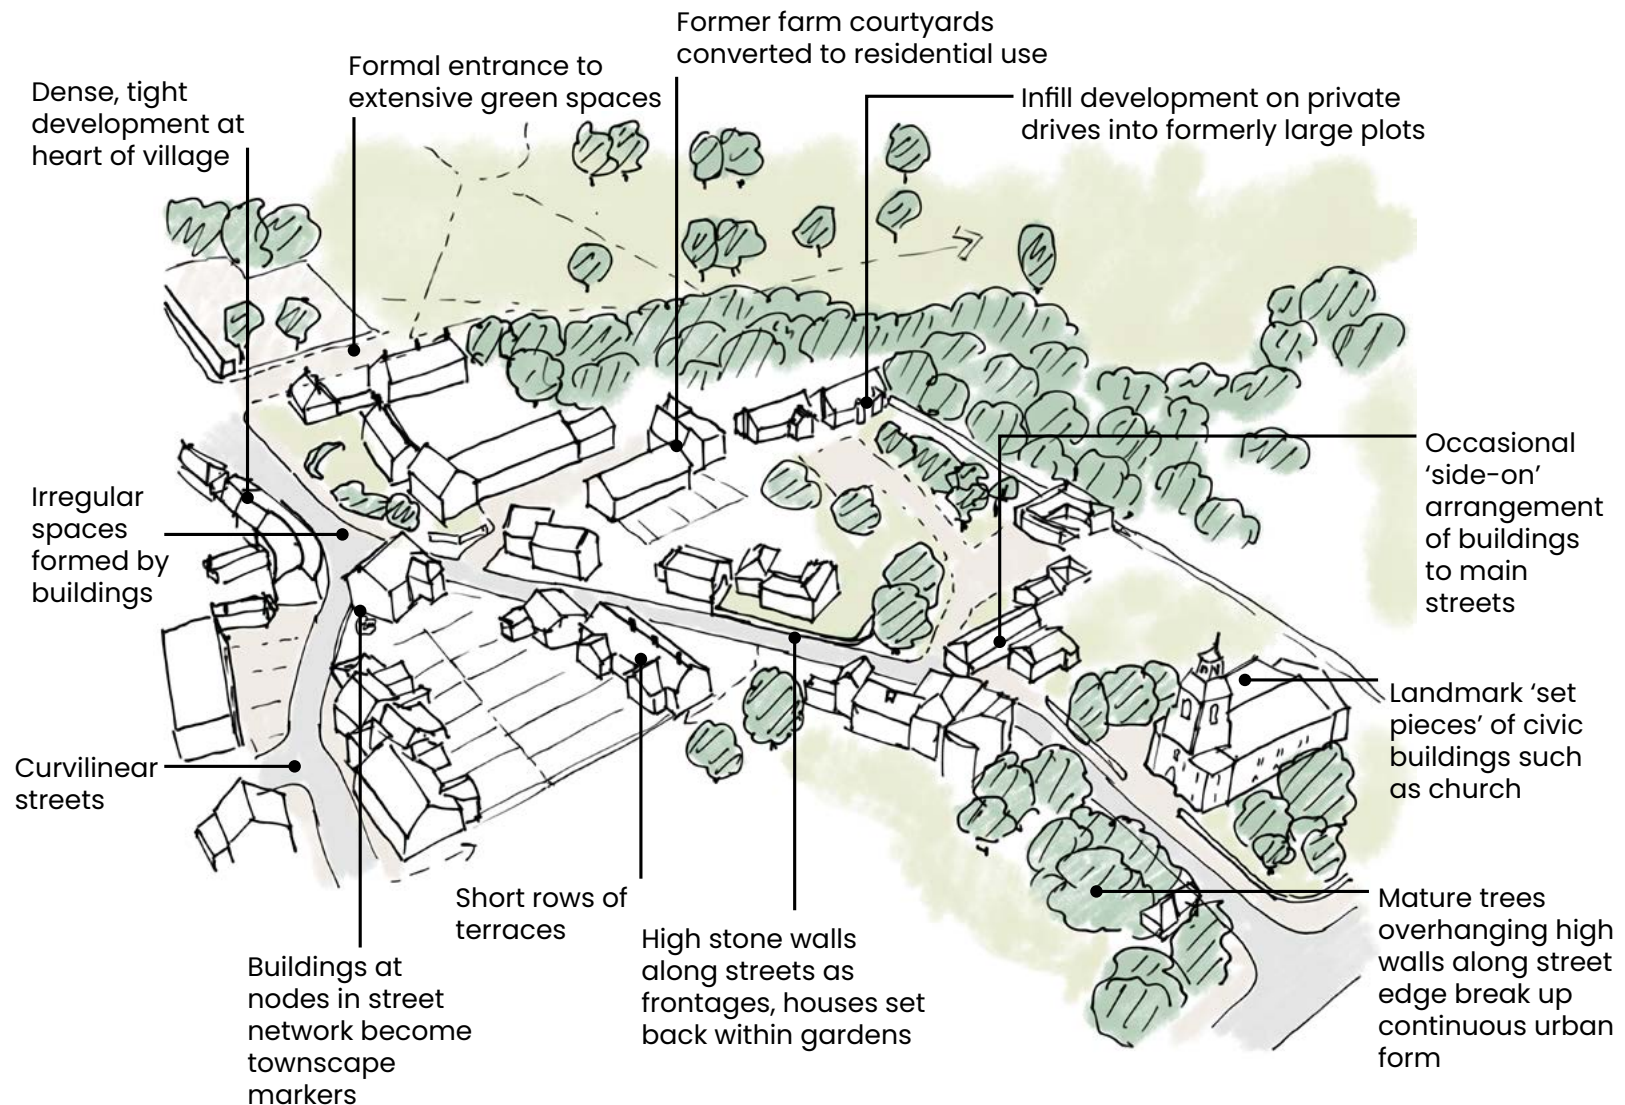 Former farm courtyards
converted to residential use
Formal entrance to
extensive green spaces
Dense, tight
development at
heart of village
Infill development on private
drives into formerly large plots
Occasional
‘side-on’
arrangement
of buildings
to main
streets
Irregular
spaces
formed by
buildings
Landmark ‘set
pieces’ of civic
buildings such
as church
Curvilinear
streets
Short rows of
terraces
Mature trees
overhanging high
walls along street
edge break up
continuous urban
form
High stone walls
along streets as
frontages, houses set
back within gardens
Buildings at
nodes in street
network become
townscape
markers